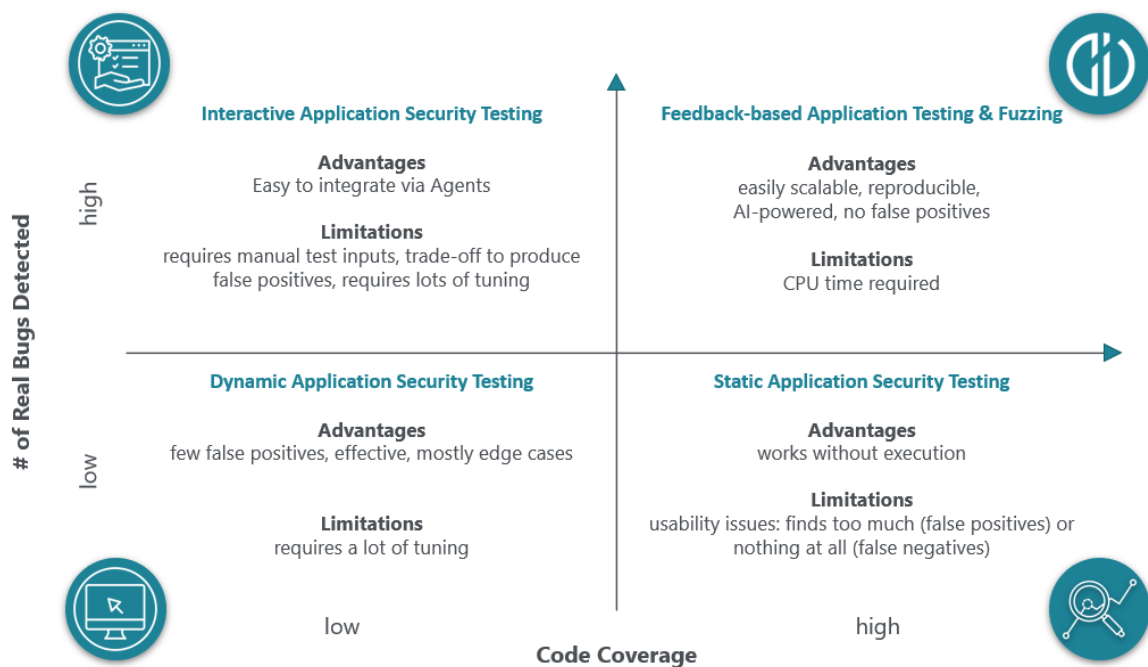 Interactive Application Security Testing
Advantages
Easy to integrate via Agents
Limitations
requires manual test inputs, trade-off to produce
false positives, requires lots of tuning
Feedback-based Application Testing & Fuzzing
Advantages
easily scalable, reproducible,
AI-powered, no false positives
Limitations
CPU time required
high
# of Real Bugs Detected
low
Dynamic Application Security Testing
Advantages
few false positives, effective, mostly edge cases
Limitations
requires a lot of tuning
Static Application Security Testing
Advantages
works without execution
Limitations
usability issues: finds too much (false positives) or
nothing at all (false negatives)
low
high
Code Coverage